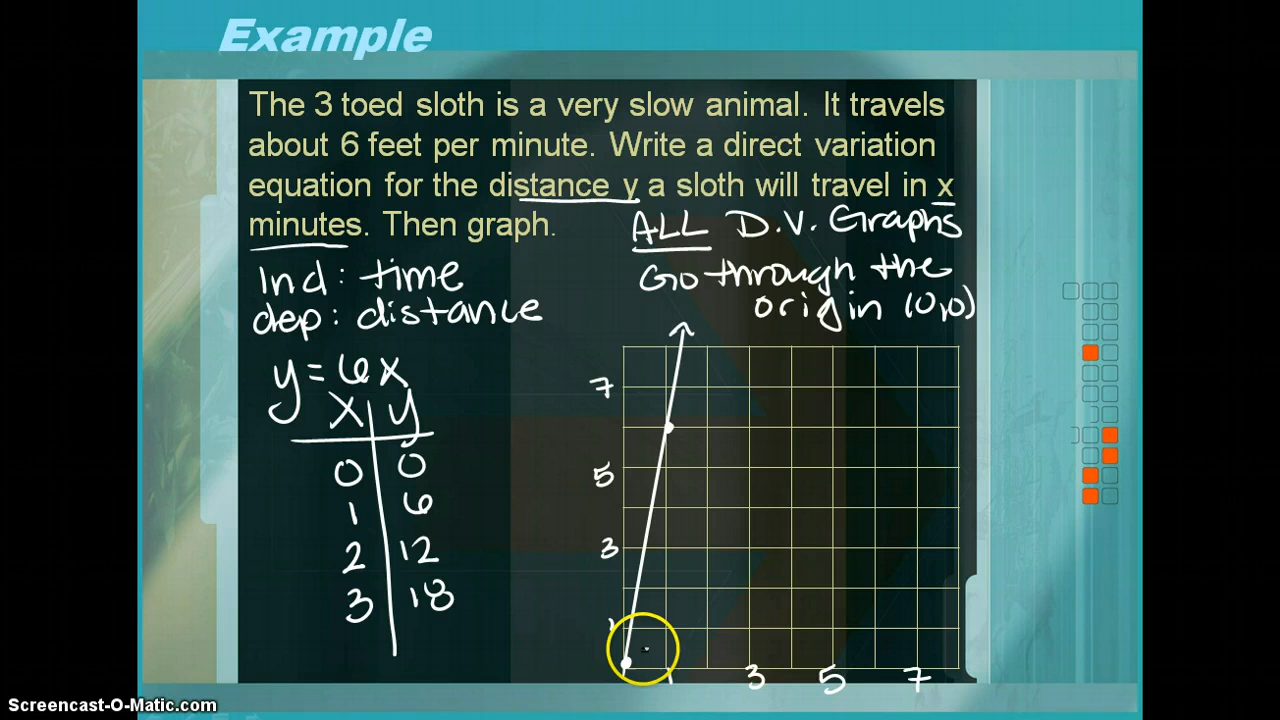 Example
The 3 toed sloth is a very slow animal. It travels
about 6 feet per minute. Write a direct variation
equation for the distance y a sloth will travel in x
minutes. Then graph.
ALL D.V. Graphs
Go through the
origin (0,0)
Ind: time
dep: distance
y=6x
x y
0 0
1 6
2 12
3 18
7
5
3
1
1 3 5 7
Screencast-O-Matic.com